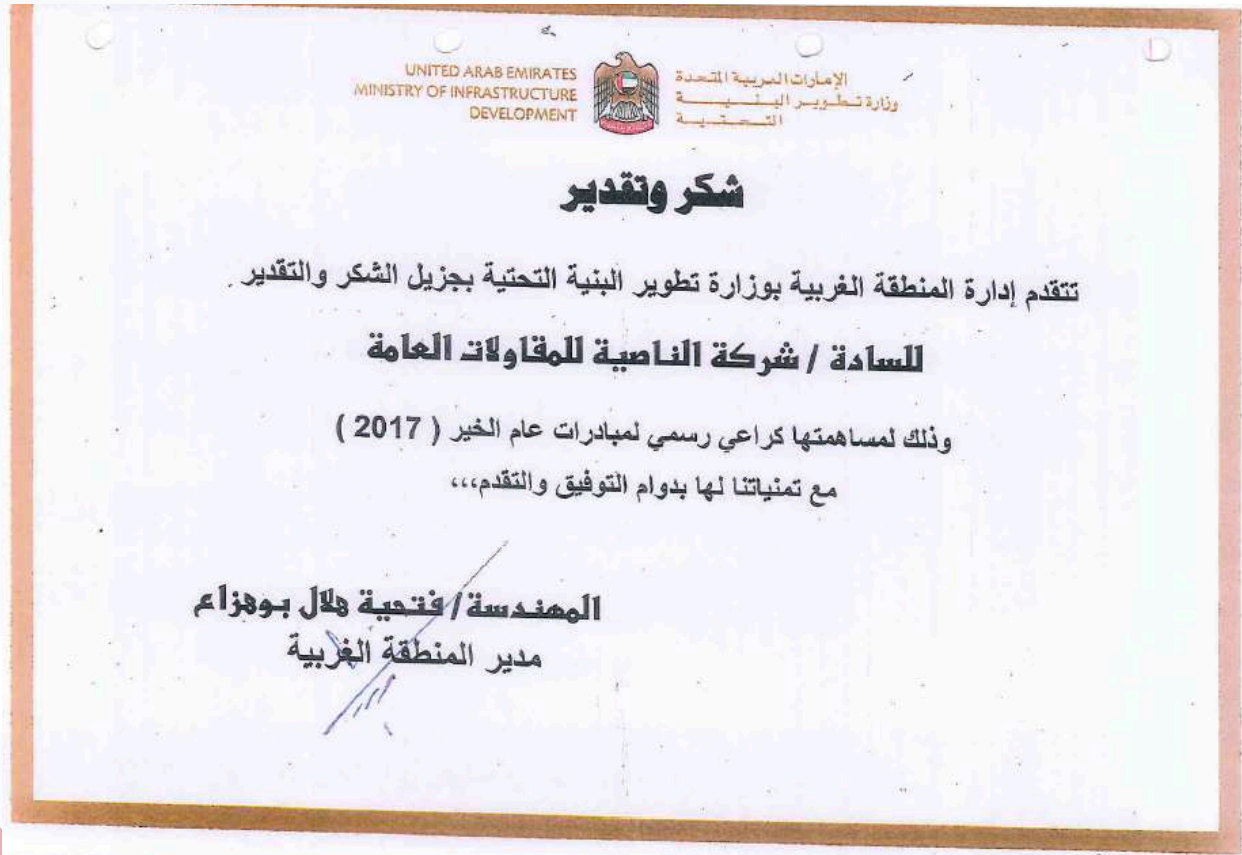 UNITED ARAB EMIRATES
MINISTRY OF INFRASTRUCTURE
DEVELOPMENT
الإمارات العربية المتحدة
وزارة تطوير البنية
التحتية
شكر وتقدير
تتقدم إدارة المنطقة الغربية بوزارة تطوير البنية التحتية بجزيل الشكر والتقدير
للسادة / شركة الناصية للمقاولات العامة
وذلك لمساهمتها كراعي رسمي لمبادرات عام الخير ( 2017 )
مع تمنياتنا لها بدوام التوفيق والتقدم،،،
المهندسة/ فتحية هلال بوهزاع
مدير المنطقة الغربية